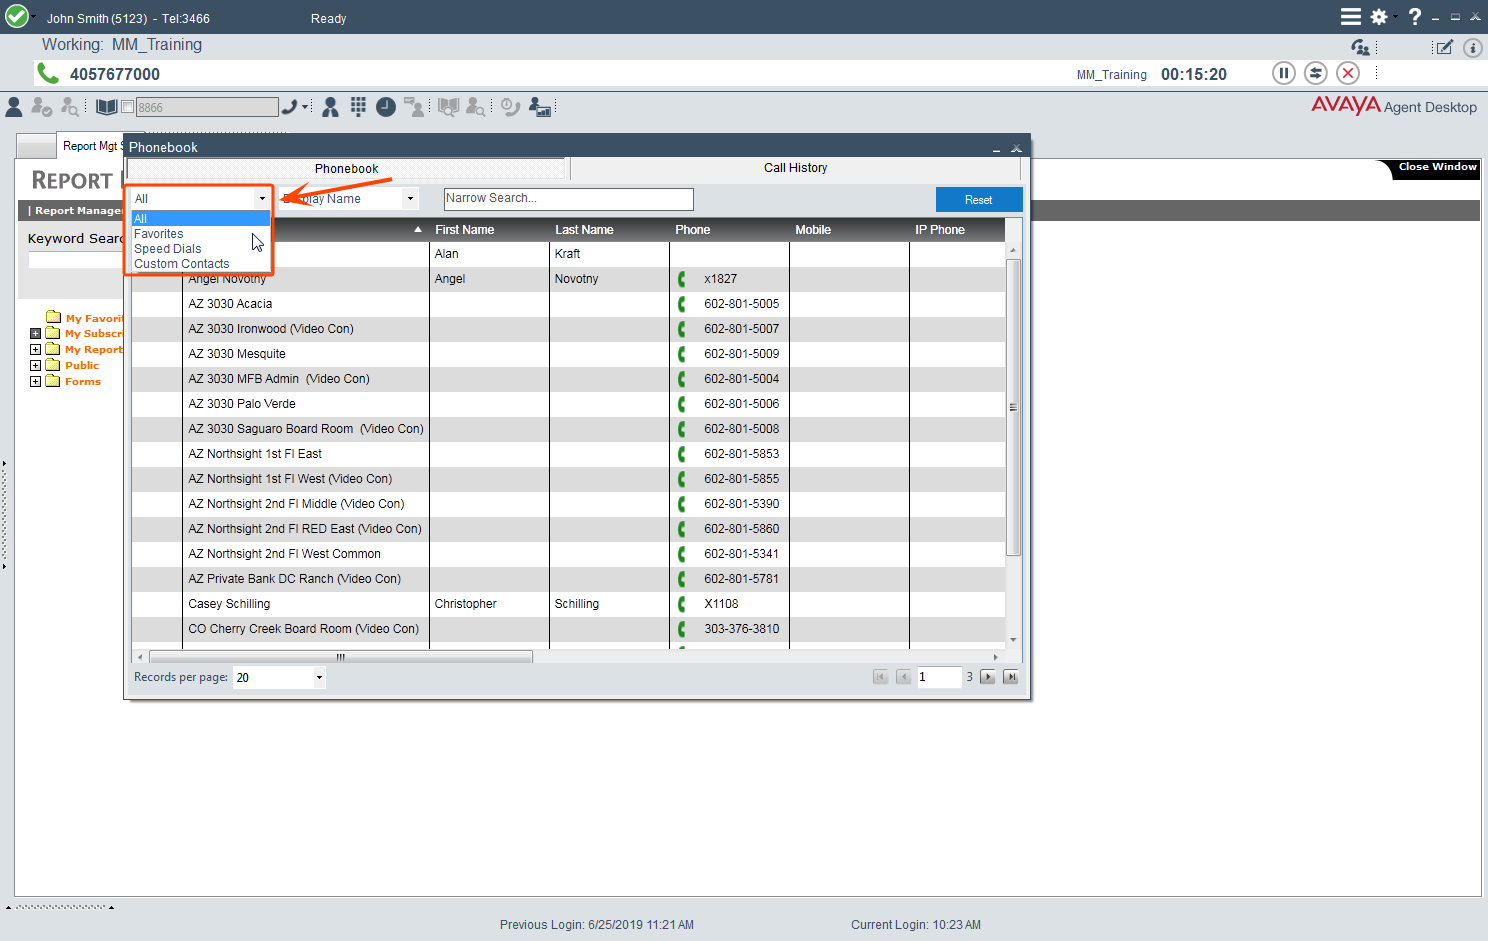 John Smith (5123) - Tel:3466
Ready
?
Working: MM_Training
4057677000
MM_Training 00:15:20
8866
AVAYA Agent Desktop
Report Mgt S
Phonebook
Phonebook
Call History
Close Window
REPORT
All
Display Name
Narrow Search...
Reset
| Report Manage
All
Favorites
Speed Dials
Custom Contacts
First Name Last Name Phone Mobile IP Phone
Keyword Searc
Alan Kraft
Angel Novotny Angel Novotny x1827
AZ 3030 Acacia 602-801-5005
AZ 3030 Ironwood (Video Con) 602-801-5007
AZ 3030 Mesquite 602-801-5009
AZ 3030 MFB Admin (Video Con) 602-801-5004
AZ 3030 Palo Verde 602-801-5006
AZ 3030 Saguaro Board Room (Video Con) 602-801-5008
AZ Northsight 1st Fl East 602-801-5853
AZ Northsight 1st Fl West (Video Con) 602-801-5855
AZ Northsight 2nd Fl Middle (Video Con) 602-801-5390
AZ Northsight 2nd Fl RED East (Video Con) 602-801-5860
AZ Northsight 2nd Fl West Common 602-801-5341
AZ Private Bank DC Ranch (Video Con) 602-801-5781
Casey Schilling Christopher Schilling X1108
CO Cherry Creek Board Room (Video Con) 303-376-3810
My Favorit
My Subscri
My Report
Public
Forms
Records per page: 20
1 3
Previous Login: 6/25/2019 11:21 AM
Current Login: 10:23 AM